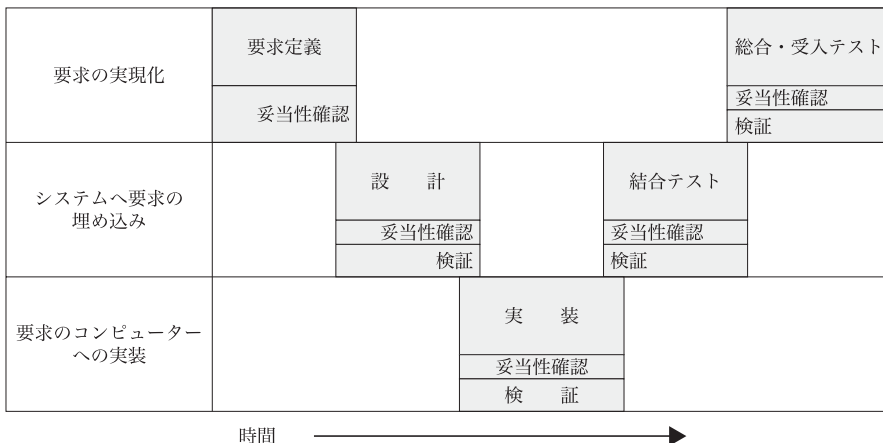 要求の実現化
要求定義
妥当性確認
総合・受入テスト
妥当性確認
検証
システムへ要求の
埋め込み
設　計
妥当性確認
検証
結合テスト
妥当性確認
検証
要求のコンピューター
への実装
実　装
妥当性確認
検　証
時間